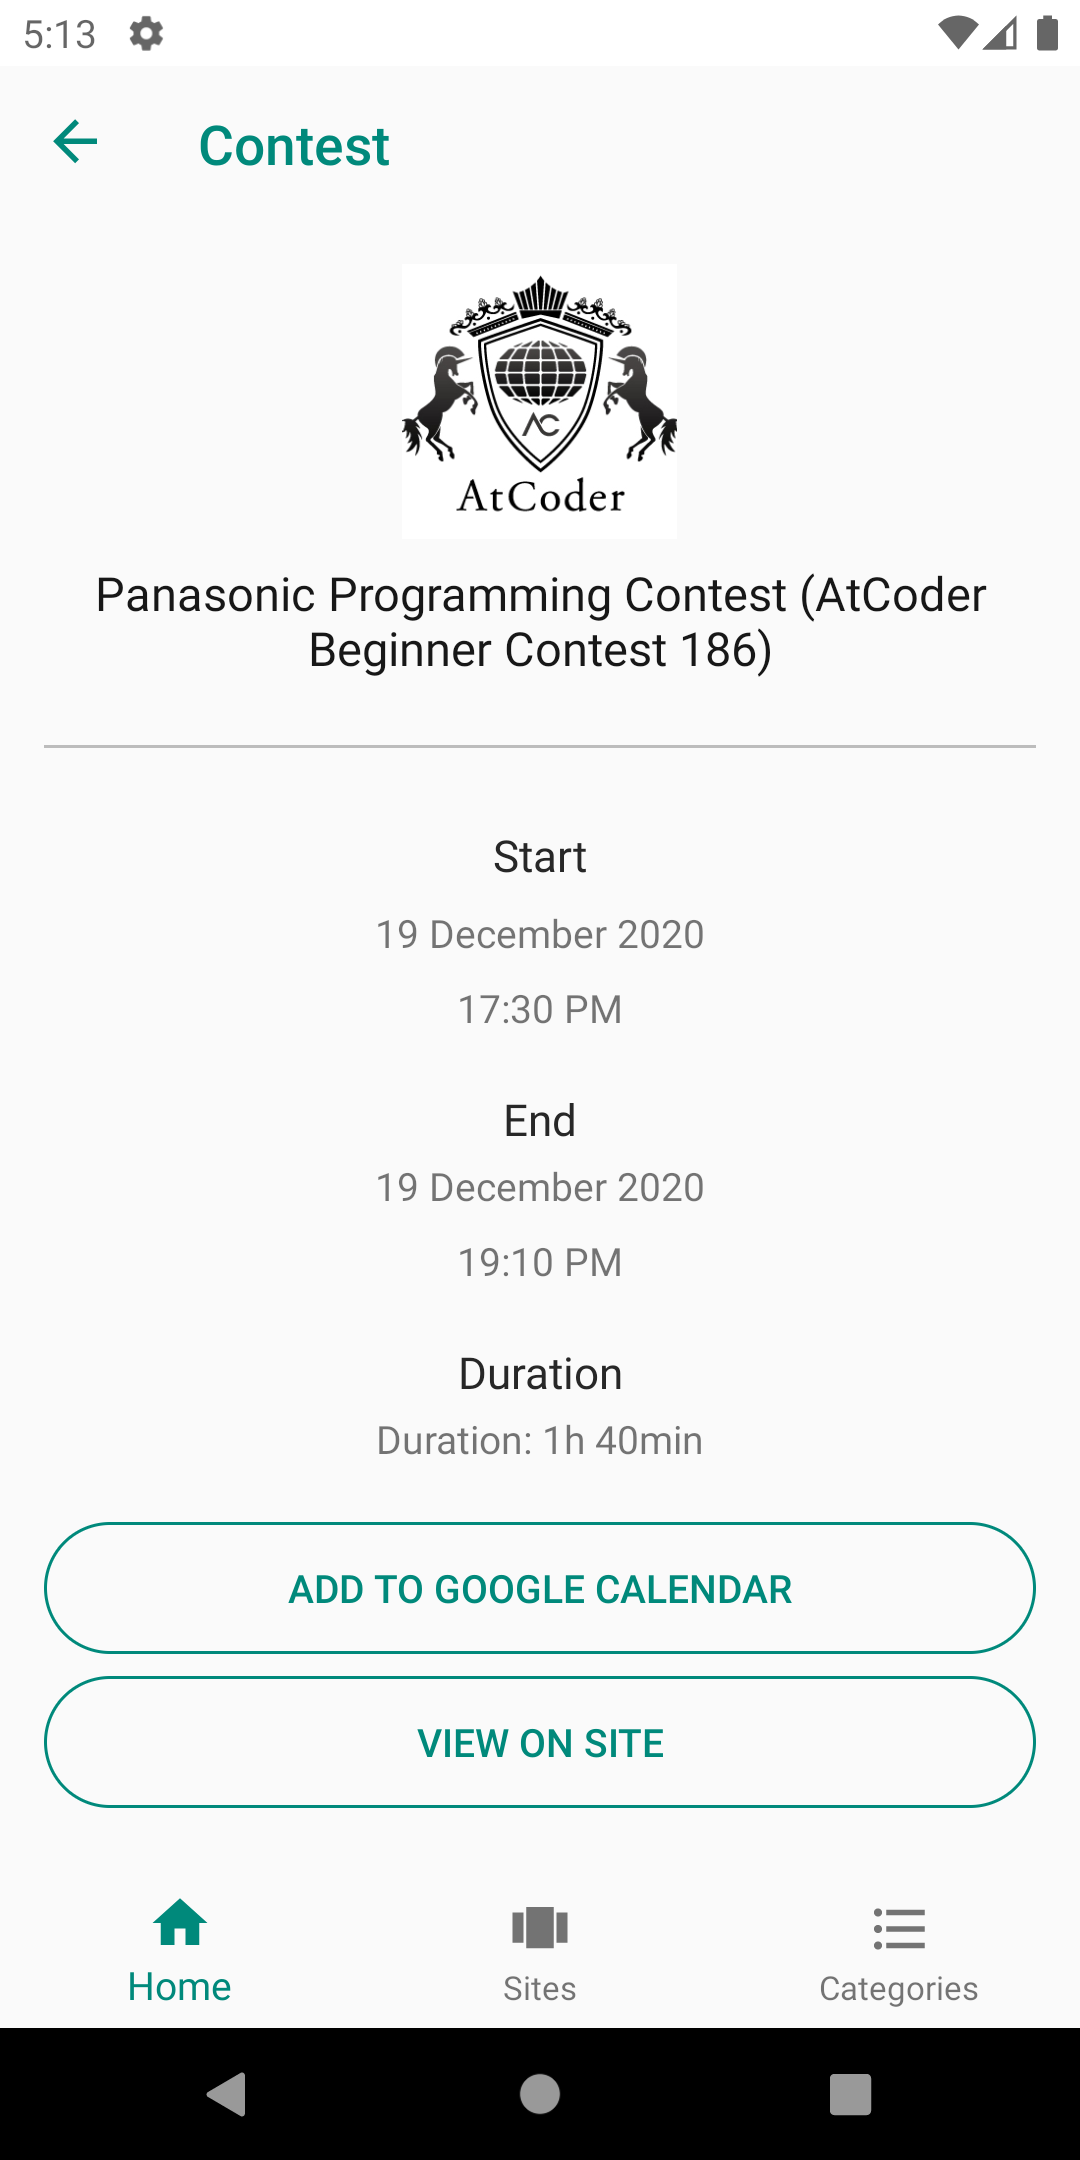 5:13
Contest
AC
AtCoder
Panasonic Programming Contest (AtCoder
Beginner Contest 186)
Start
19 December 2020
17:30 PM
End
19 December 2020
19:10 PM
Duration
Duration: 1h 40min
ADD TO GOOGLE CALENDAR
VIEW ON SITE
Home
Sites
Categories